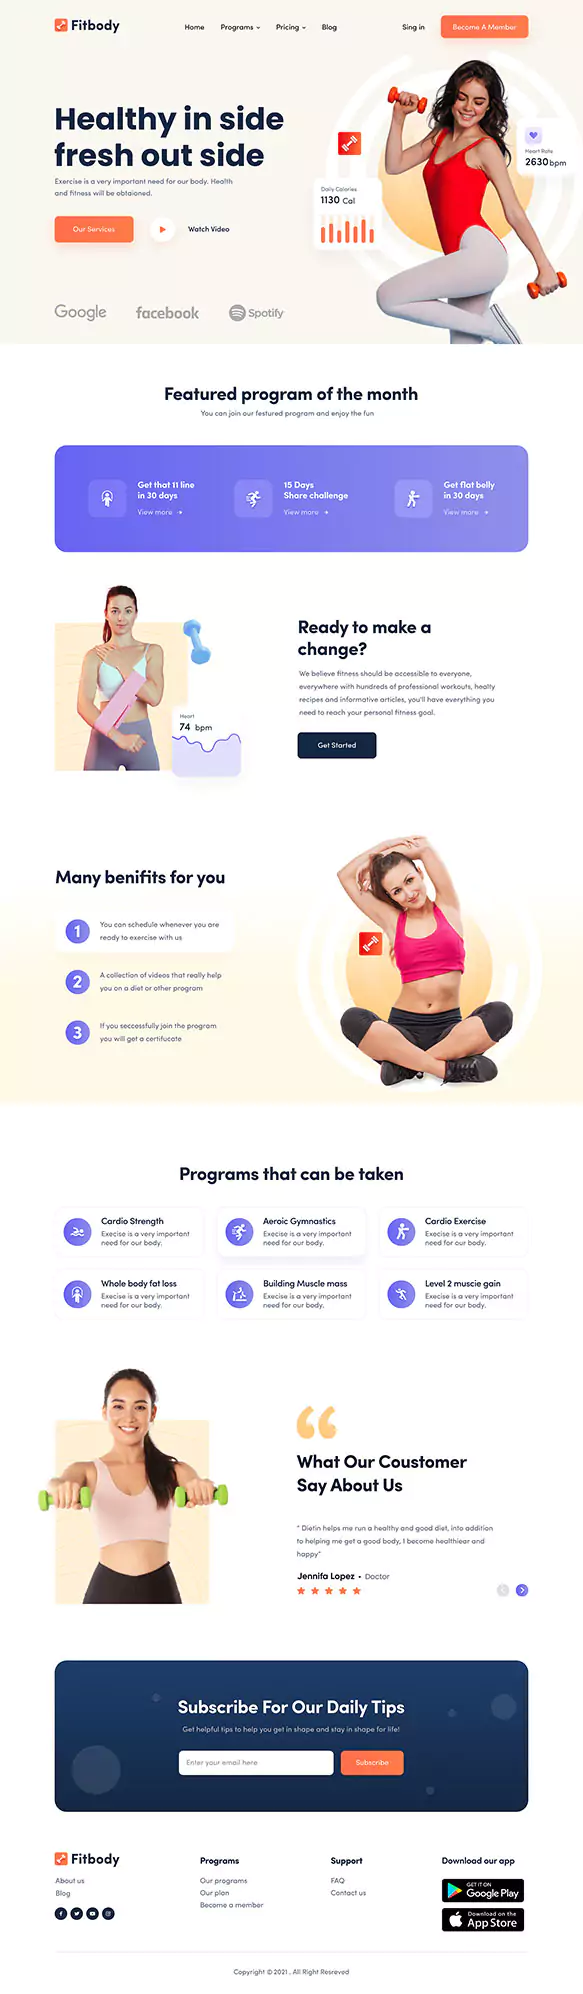 Fitbody
Home Programs Pricing Blog Sing in Become A Member
Healthy in side
fresh out side
Exercise is a very important need for our body. Health
and fitness will be obtaioned.
Our Services Watch Video
Daily Calories
1130 Cal
Heart Rate
2630 bpm
Google facebook Spotify
Featured program of the month
You can join our festured program and enjoy the fun
Get that 11 line
in 30 days
View more
15 Days
Share challenge
View more
Get flat belly
in 30 days
View more
Heart
74 bpm
Ready to make a
change?
We believe fitness should be accessible to everyone,
everywhere with hundreds of professional workouts, healty
recipes and informative articles, you'll have everything you
need to reach your personal fitness goal.
Get Started
Many benifits for you
1
You can schedule whenever you are
ready to exercise with us
2
A collection of videos that really help
you on a diet or other program
3
If you seccessfully join the program
you will get a certifucate
Programs that can be taken
Cardio Strength
Execise is a very important
need for our body.
Aeroic Gymnastics
Execise is a very important
need for our body.
Cardio Exercise
Execise is a very important
need for our body.
Whole body fat loss
Execise is a very important
need for our body.
Building Muscle mass
Execise is a very important
need for our body.
Level 2 muscie gain
Execise is a very important
need for our body.
What Our Coustomer
Say About Us
" Dietin helps me run a healthy and good diet, into addition
to helping me get a good body, I become healthiear and
happy"
Jennifa Lopez • Doctor
Subscribe For Our Daily Tips
Get helpful tips to help you get in shape and stay in shape for life!
Enter your email here Subscribe
Fitbody
About us
Blog
Programs
Our programs
Our plan
Become a member
Support
FAQ
Contact us
Download our app
GET IT ON
Google Play
Download on the
App Store
Copyright © 2021 , All Right Resreved